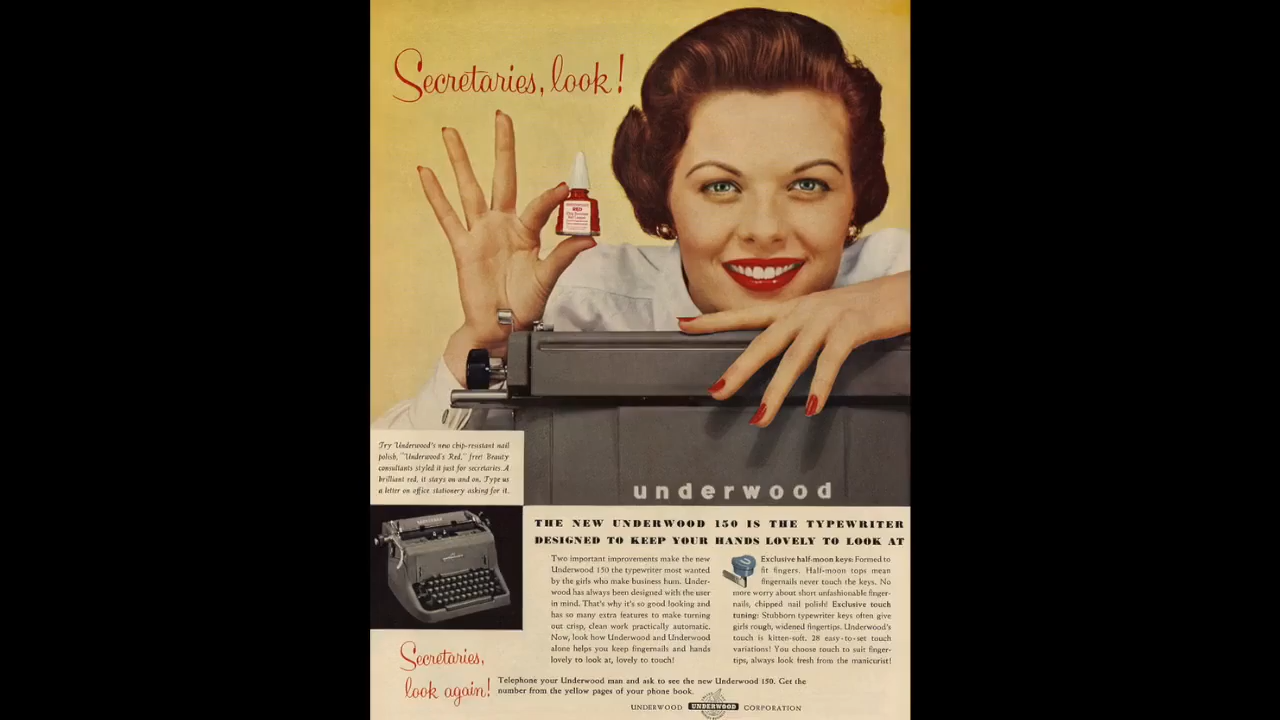 Secretaries, look!
RED
Try Underwood's new chip-resistant nail
polish, "Underwood's Red," free! Beauty
consultants styled it just for secretaries. A
brilliant red, it stays on and on. Type us
a letter on office stationery asking for it.
underwood
THE NEW UNDERWOOD 150 IS THE TYPEWRITER
DESIGNED TO KEEP YOUR HANDS LOVELY TO LOOK AT
Two important improvements make the new
Underwood 150 the typewriter most wanted
by the girls who make business hum. Under-
wood has always been designed with the user
in mind. That's why it's so good looking and
has so many extra features to make turning
out crisp, clean work practically automatic.
Now, look how Underwood and Underwood
alone helps you keep fingernails and hands
lovely to look at, lovely to touch!
Exclusive half-moon keys: Formed to
fit fingers. Half-moon tops mean
fingernails never touch the keys. No
more worry about short unfashionable finger-
nails, chipped nail polish! Exclusive touch
tuning: Stubborn typewriter keys often give
girls rough, widened fingertips. Underwood's
touch is kitten-soft. 28 easy-to-set touch
variations! You choose touch to suit finger-
tips, always look fresh from the manicurist!
Secretaries,
look again!
Telephone your Underwood man and ask to see the new Underwood 150. Get the
number from the yellow pages of your phone book.
UNDERWOOD UNDERWOOD CORPORATION